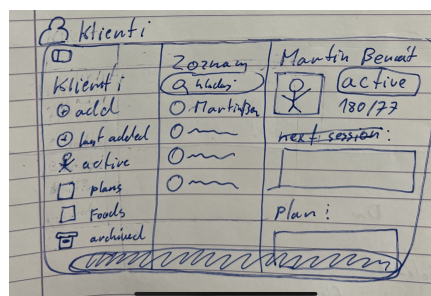 Klienti
Klienti
add
last added
active
plans
Foods
archived
Zoznam
hladaj
Martin Ben
Martin Benát
active
180/77
next session:
Plan: